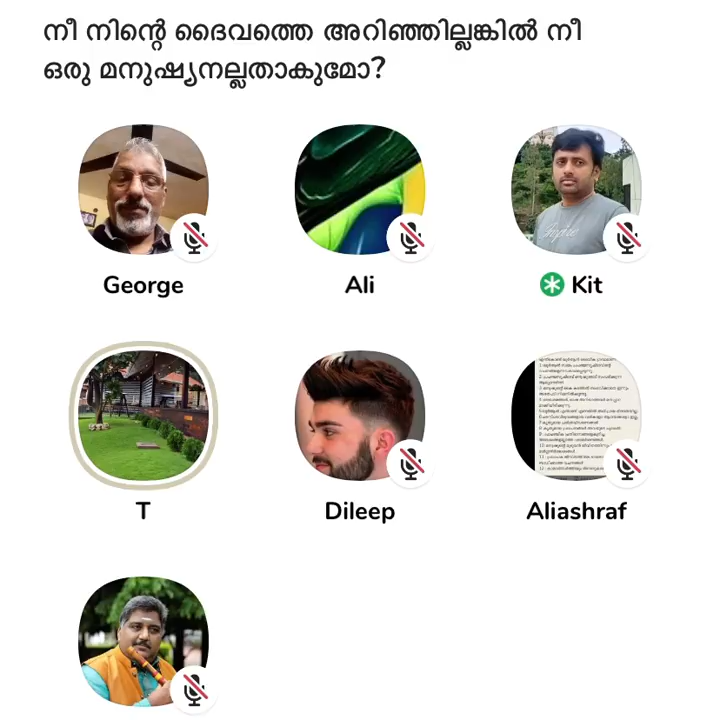 നീ നിന്റെ ദൈവത്തെ അറിഞ്ഞില്ലങ്കിൽ നീ
ഒരു മനുഷ്യനല്ലതാകുമോ?
George
Ali
Kit
T
Dileep
Aliashraf